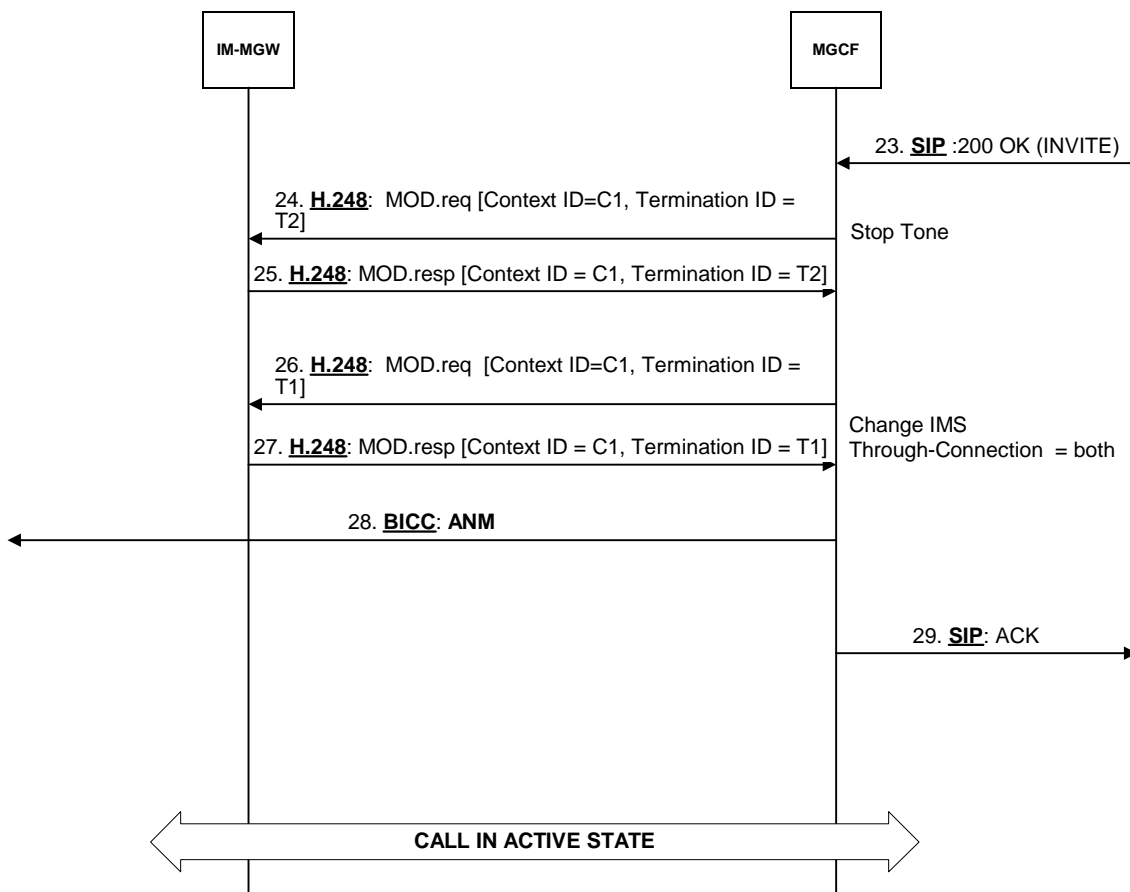 IM-MGW
MGCF
23. SIP :200 OK (INVITE)
24. H.248: MOD.req [Context ID=C1, Termination ID =
T2]
Stop Tone
25. H.248: MOD.resp [Context ID = C1, Termination ID = T2]
26. H.248: MOD.req [Context ID=C1, Termination ID =
T1]
Change IMS
Through-Connection = both
27. H.248: MOD.resp [Context ID = C1, Termination ID = T1]
28. BICC: ANM
29. SIP: ACK
CALL IN ACTIVE STATE